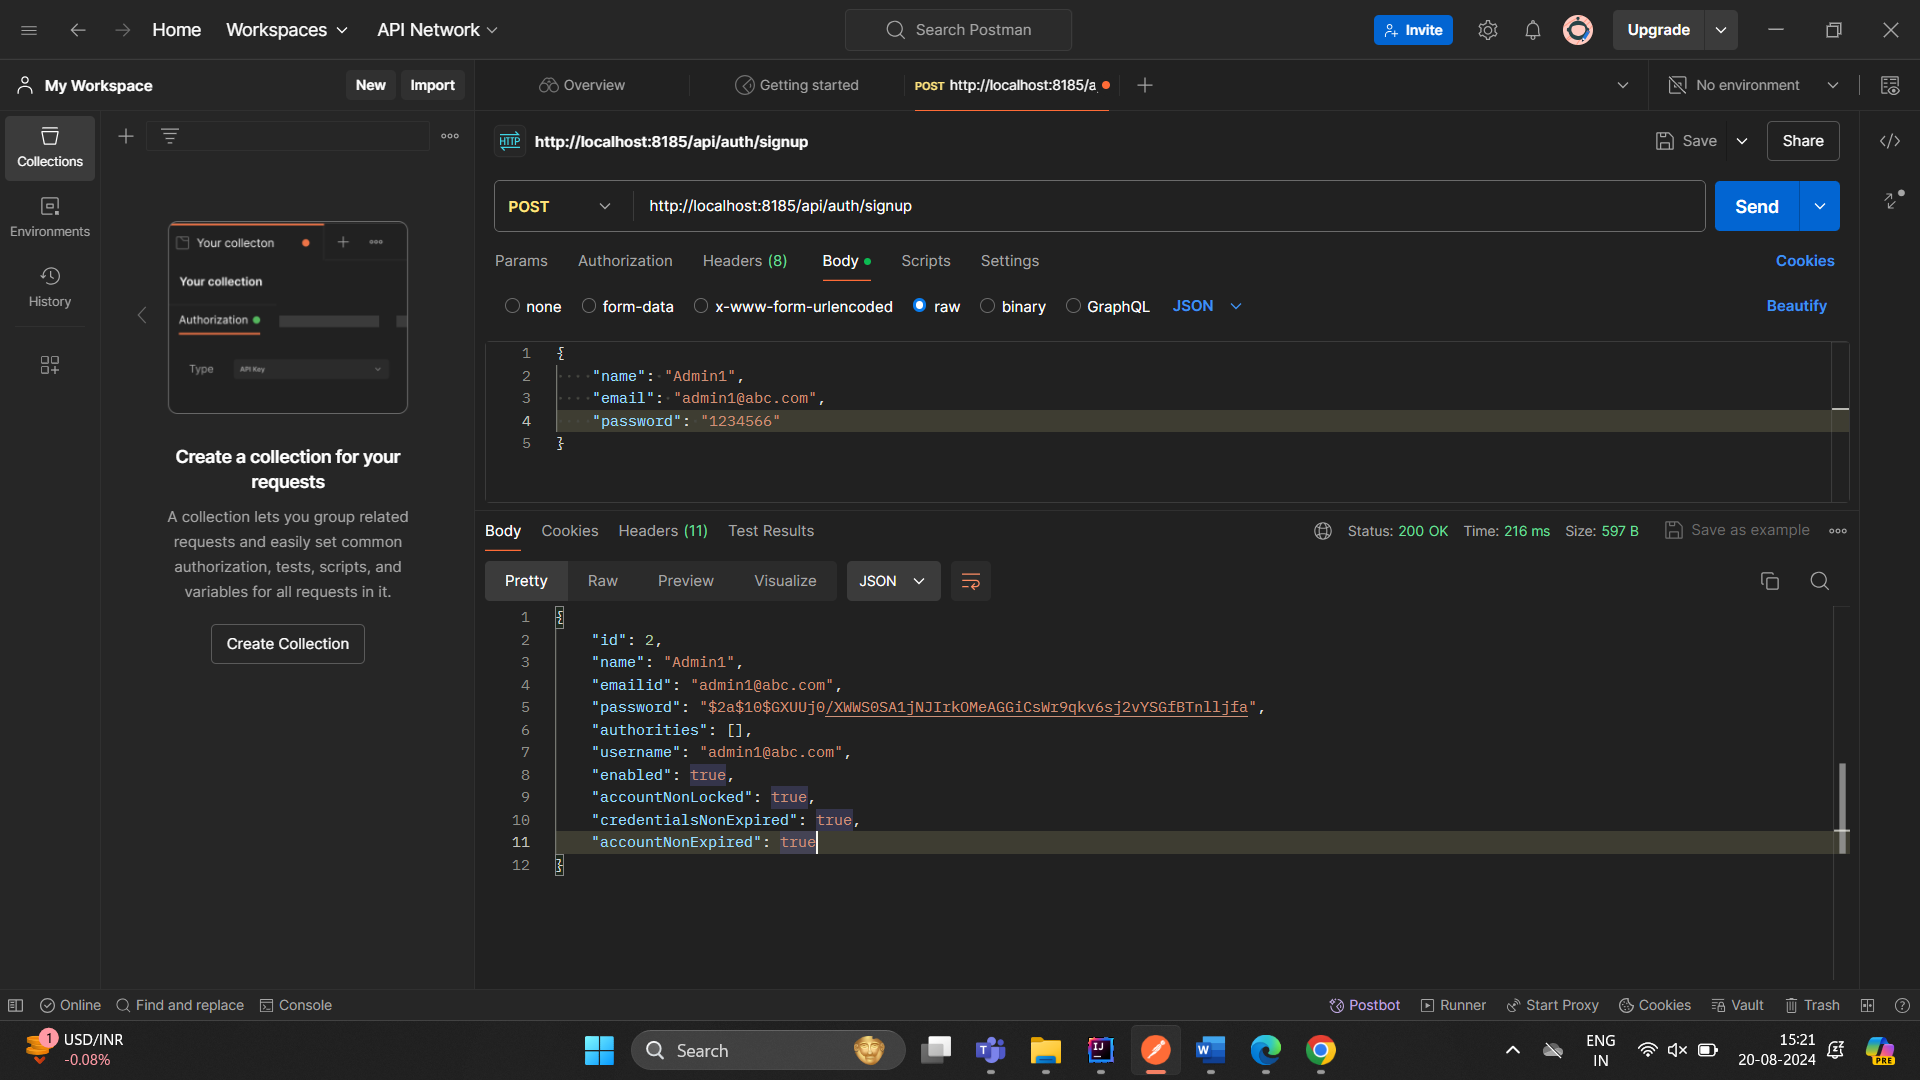 Home
Workspaces
API Network
Search Postman
Invite
Upgrade
My Workspace
New
Import
Overview
Getting started
POST http://localhost:8185/a
No environment
Collections
Environments
History
Your collecton
Your collection
Authorization
Type
API Key
Create a collection for your
requests
A collection lets you group related
requests and easily set common
authorization, tests, scripts, and
variables for all requests in it.
Create Collection
HTTP http://localhost:8185/api/auth/signup
Save
Share
POST
http://localhost:8185/api/auth/signup
Send
Params
Authorization
Headers (8)
Body
Scripts
Settings
Cookies
none
form-data
x-www-form-urlencoded
raw
binary
GraphQL
JSON
Beautify
1 {
2 "name": "Admin1",
3 "email": "admin1@abc.com",
4 "password": "1234566"
5 }
Body
Cookies
Headers (11)
Test Results
Status: 200 OK
Time: 216 ms
Size: 597 B
Save as example
Pretty
Raw
Preview
Visualize
JSON
1 {
2 "id": 2,
3 "name": "Admin1",
4 "emailid": "admin1@abc.com",
5 "password": "$2a$10$GXUUj0/XWWS0SA1jNJIrkOMeAGGiCsWr9qkv6sj2vYSGfBTnlljfa",
6 "authorities": [],
7 "username": "admin1@abc.com",
8 "enabled": true,
9 "accountNonLocked": true,
10 "credentialsNonExpired": true,
11 "accountNonExpired": true
12 }
Online
Find and replace
Console
Postbot
Runner
Start Proxy
Cookies
Vault
Trash
1
USD/INR
-0.08%
Search
ENG
IN
15:21
20-08-2024
PRE